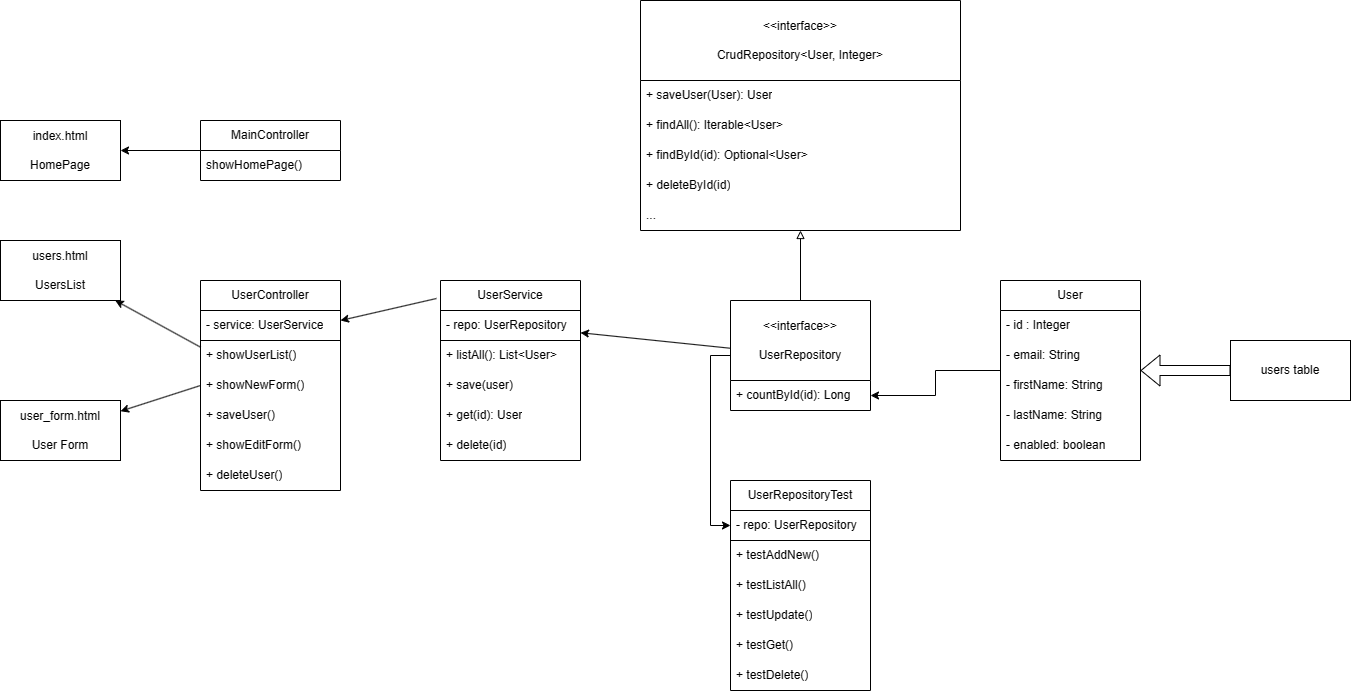 <<interface>>
CrudRepository<User, Integer>
+ saveUser(User): User
+ findAll(): Iterable<User>
+ findById(id): Optional<User>
+ deleteById(id)
...
index.html
HomePage
MainController
showHomePage()
users.html
UsersList
user_form.html
User Form
UserController
- service: UserService
+ showUserList()
+ showNewForm()
+ saveUser()
+ showEditForm()
+ deleteUser()
UserService
- repo: UserRepository
+ listAll(): List<User>
+ save(user)
+ get(id): User
+ delete(id)
<<interface>>
UserRepository
+ countById(id): Long
User
- id : Integer
- email: String
- firstName: String
- lastName: String
- enabled: boolean
users table
UserRepositoryTest
- repo: UserRepository
+ testAddNew()
+ testListAll()
+ testUpdate()
+ testGet()
+ testDelete()